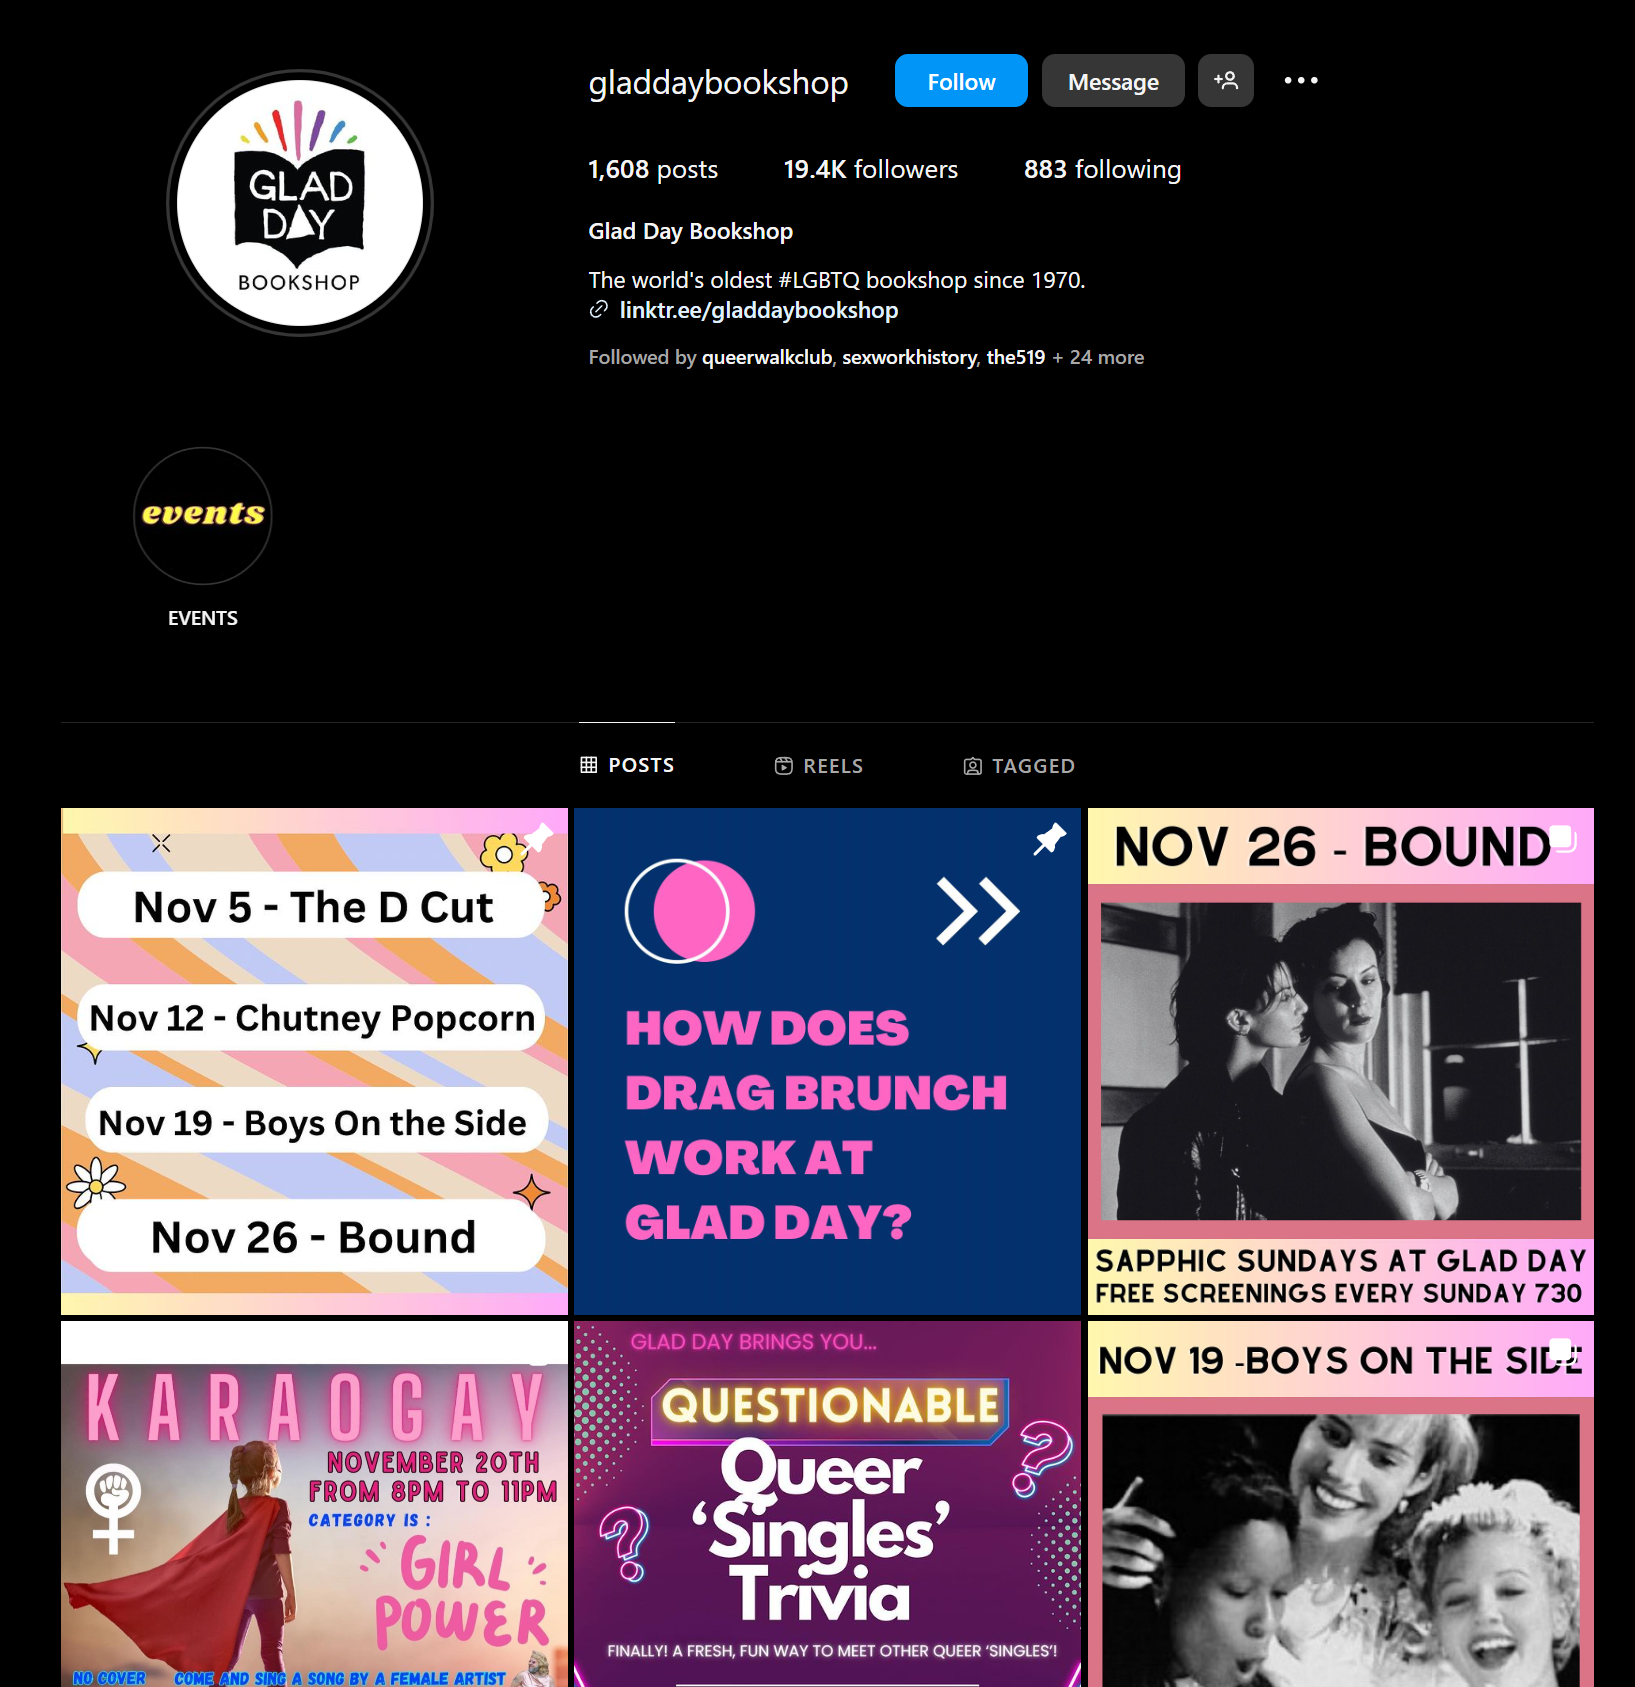 GLAD
DAY
BOOKSHOP
gladdaybookshop
Follow
Message
1,608 posts
19.4K followers
883 following
Glad Day Bookshop
The world's oldest #LGBTQ bookshop since 1970.
linktr.ee/gladdaybookshop
Followed by queerwalkclub, sexworkhistory, the519 + 24 more
events
EVENTS
POSTS
REELS
TAGGED
Nov 5 - The D Cut
Nov 12 - Chutney Popcorn
Nov 19 - Boys On the Side
Nov 26 - Bound
HOW DOES
DRAG BRUNCH
WORK AT
GLAD DAY?
NOV 26 - BOUND
SAPPHIC SUNDAYS AT GLAD DAY
FREE SCREENINGS EVERY SUNDAY 730
KARAOGAY
NOVEMBER 20TH
FROM 8PM TO 11PM
CATEGORY IS :
GIRL
POWER
NO COVER
COME AND SING A SONG BY A FEMALE ARTIST
GLAD DAY BRINGS YOU...
QUESTIONABLE
Queer
‘Singles’
Trivia
FINALLY! A FRESH, FUN WAY TO MEET OTHER QUEER ‘SINGLES’!
NOV 19 -BOYS ON THE SIDE